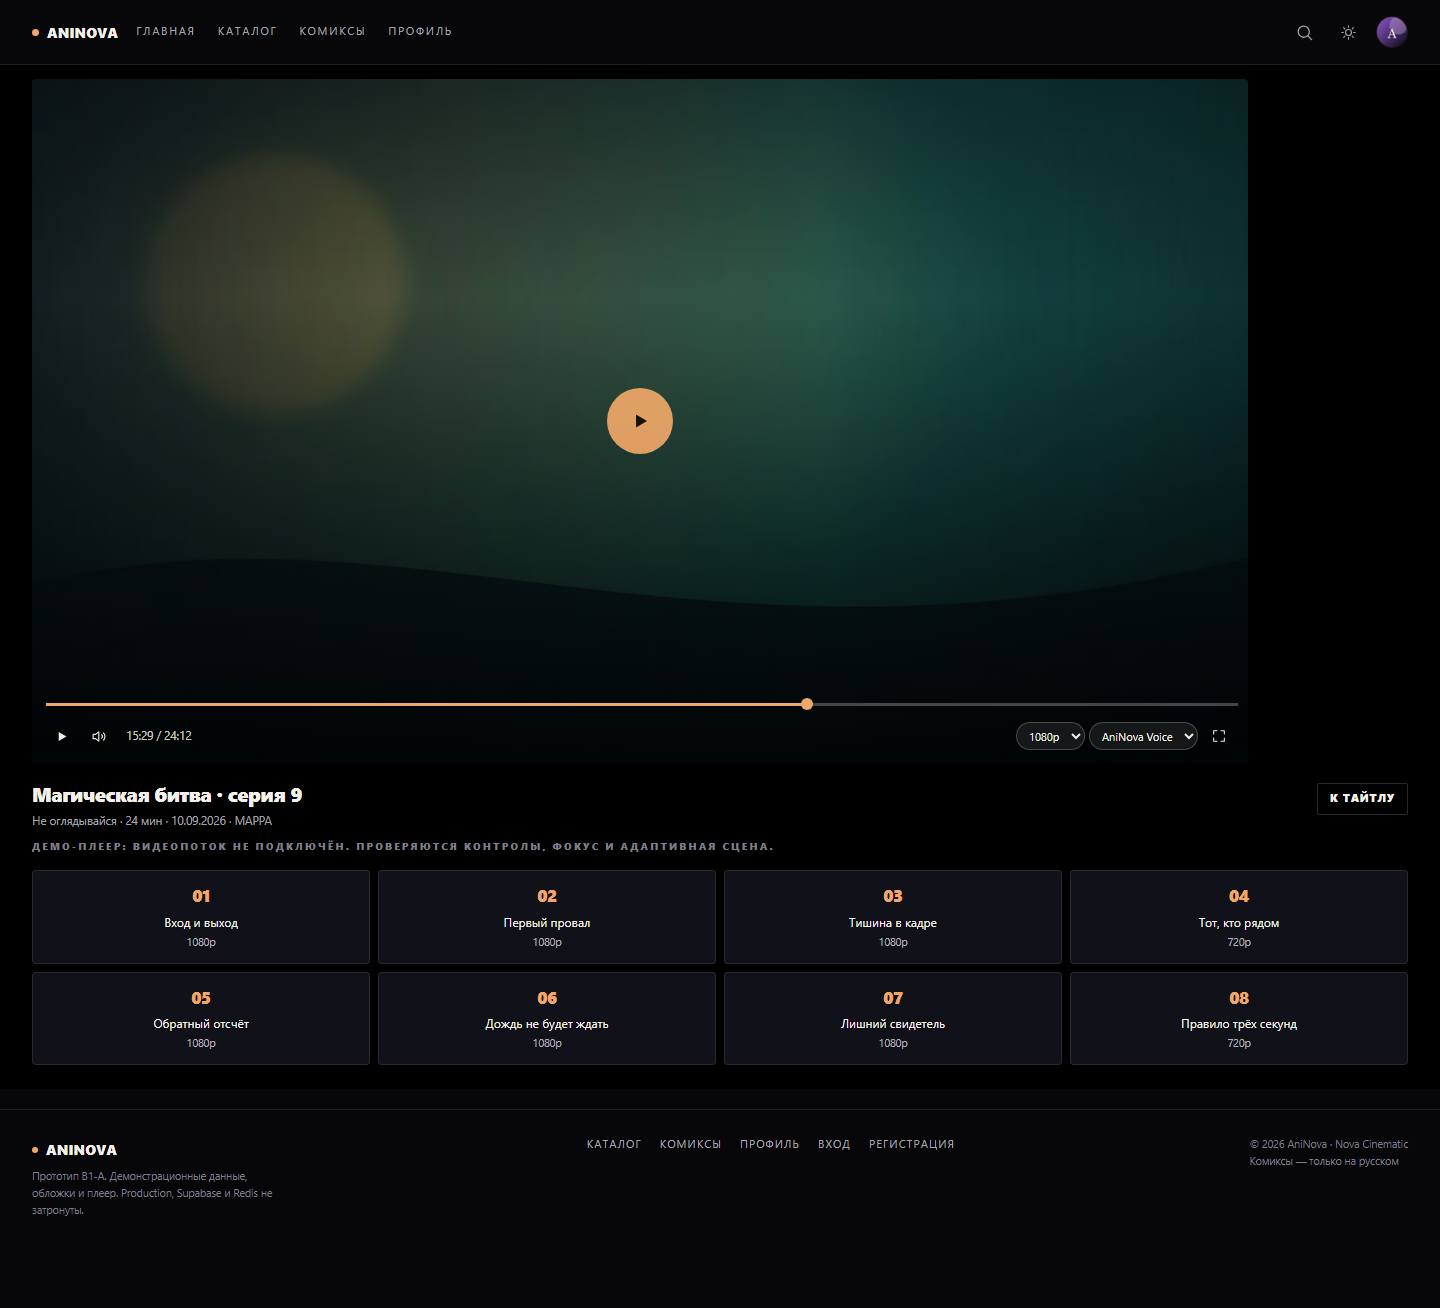 ANINOVA ГЛАВНАЯ КАТАЛОГ КОМИКСЫ ПРОФИЛЬ A
15:29 / 24:12 1080p AniNova Voice
Магическая битва · серия 9 К ТАЙТЛУ
Не оглядывайся · 24 мин · 10.09.2026 · MAPPA
ДЕМО-ПЛЕЕР: ВИДЕОПОТОК НЕ ПОДКЛЮЧЁН. ПРОВЕРЯЮТСЯ КОНТРОЛЫ, ФОКУС И АДАПТИВНАЯ СЦЕНА.
01
Вход и выход
1080p
02
Первый провал
1080p
03
Тишина в кадре
1080p
04
Тот, кто рядом
720p
05
Обратный отсчёт
1080p
06
Дождь не будет ждать
1080p
07
Лишний свидетель
1080p
08
Правило трёх секунд
720p
ANINOVA
Прототип B1-A. Демонстрационные данные,
обложки и плеер. Production, Supabase и Redis не
затронуты.
КАТАЛОГ КОМИКСЫ ПРОФИЛЬ ВХОД РЕГИСТРАЦИЯ
© 2026 AniNova · Nova Cinematic
Комиксы — только на русском